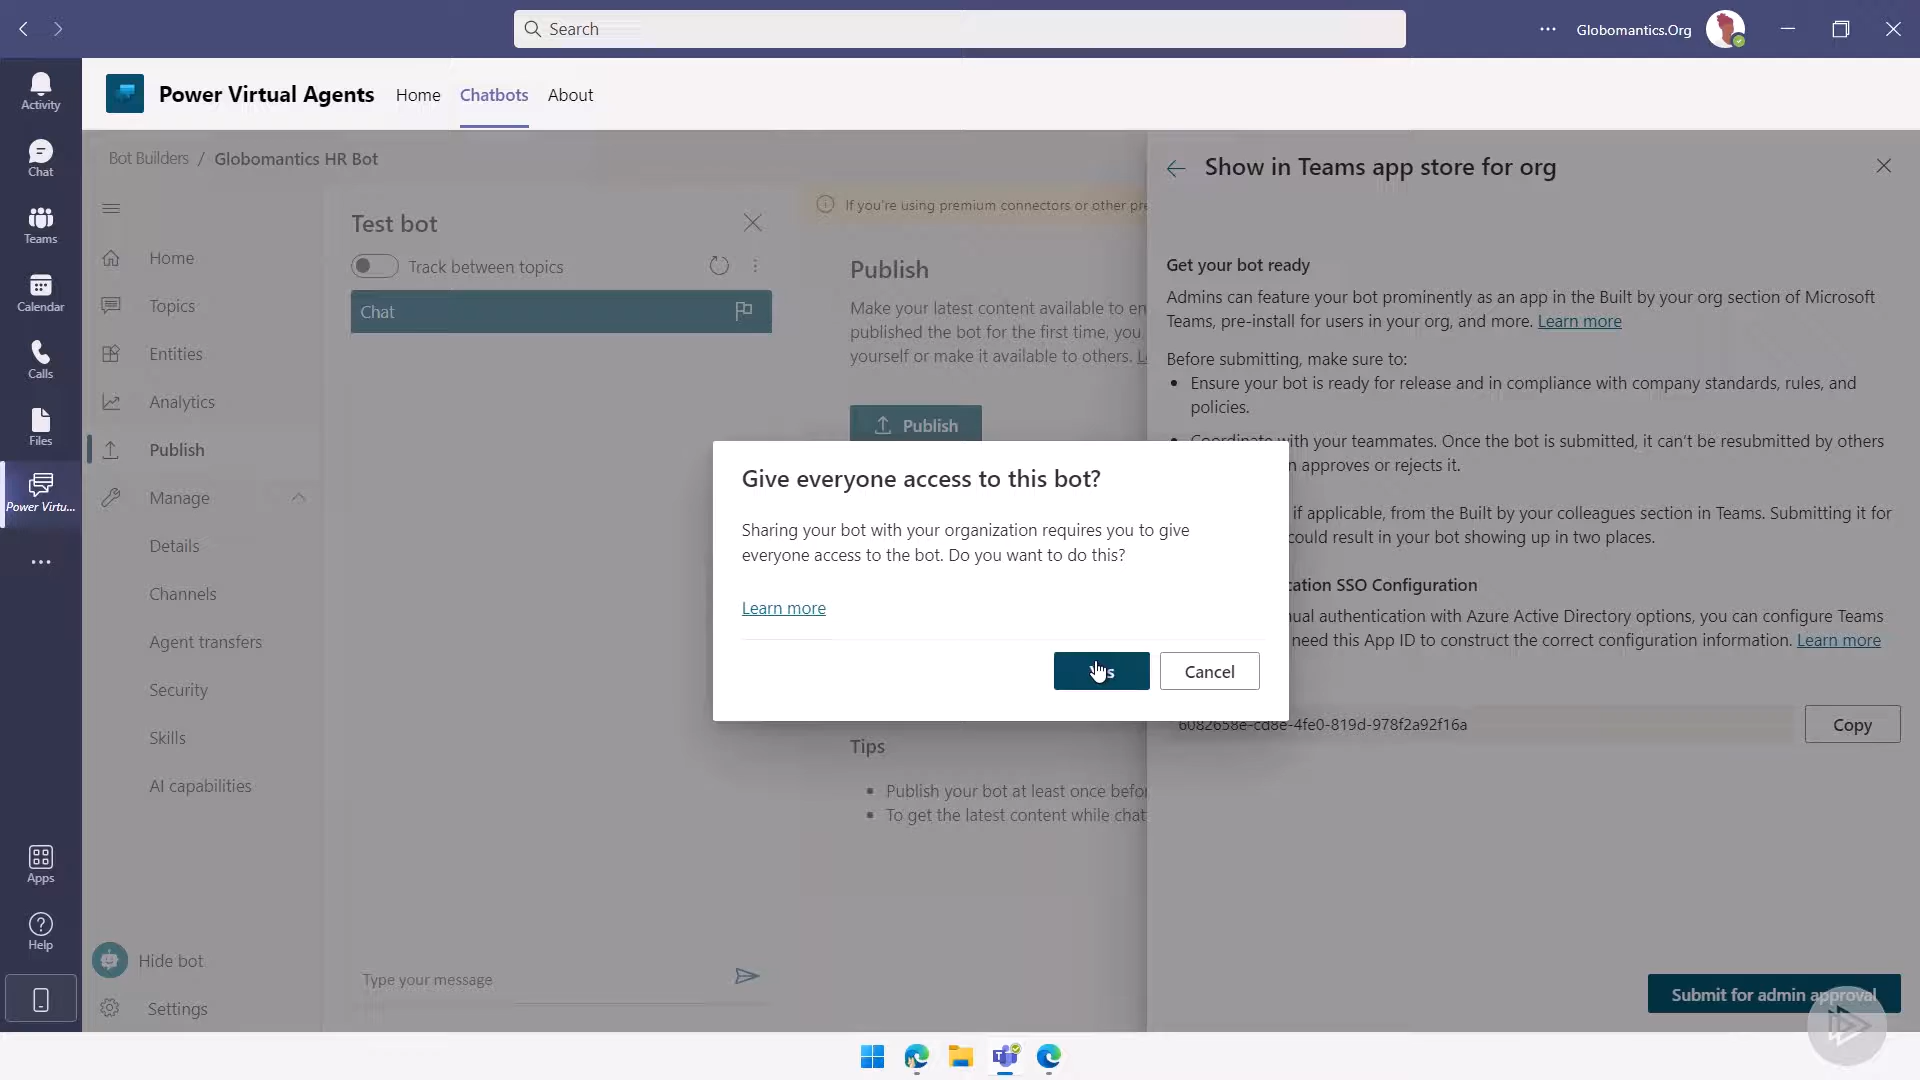 Search
Globomantics.Org
Activity
Chat
Teams
Calendar
Calls
Files
Power Virtu...
Apps
Help
Power Virtual Agents
Home
Chatbots
About
Bot Builders / Globomantics HR Bot
Home
Topics
Entities
Analytics
Publish
Manage
Details
Channels
Agent transfers
Security
Skills
AI capabilities
Hide bot
Settings
Test bot
Track between topics
Chat
Type your message
If you're using premium connectors or other
Publish
Make your latest content available to
published the bot for the first time, you
yourself or make it available to others.
Publish
Tips
Publish your bot at least once
To get the latest content while
Give everyone access to this bot?
Sharing your bot with your organization requires you to give
everyone access to the bot. Do you want to do this?
Learn more
Cancel
Show in Teams app store for org
Get your bot ready
Admins can feature your bot prominently as an app in the Built by your org section of Microsoft
Teams, pre-install for users in your org, and more. Learn more
Before submitting, make sure to:
Ensure your bot is ready for release and in compliance with company standards, rules, and
policies.
Coordinate with your teammates. Once the bot is submitted, it can't be resubmitted by others
approves or rejects it.
if applicable, from the Built by your colleagues section in Teams. Submitting it for
could result in your bot showing up in two places.
SSO Configuration
authentication with Azure Active Directory options, you can configure Teams
need this App ID to construct the correct configuration information. Learn more
6082658e-cd8e-4fe0-819d-978f2a92f16a
Copy
Submit for admin approval